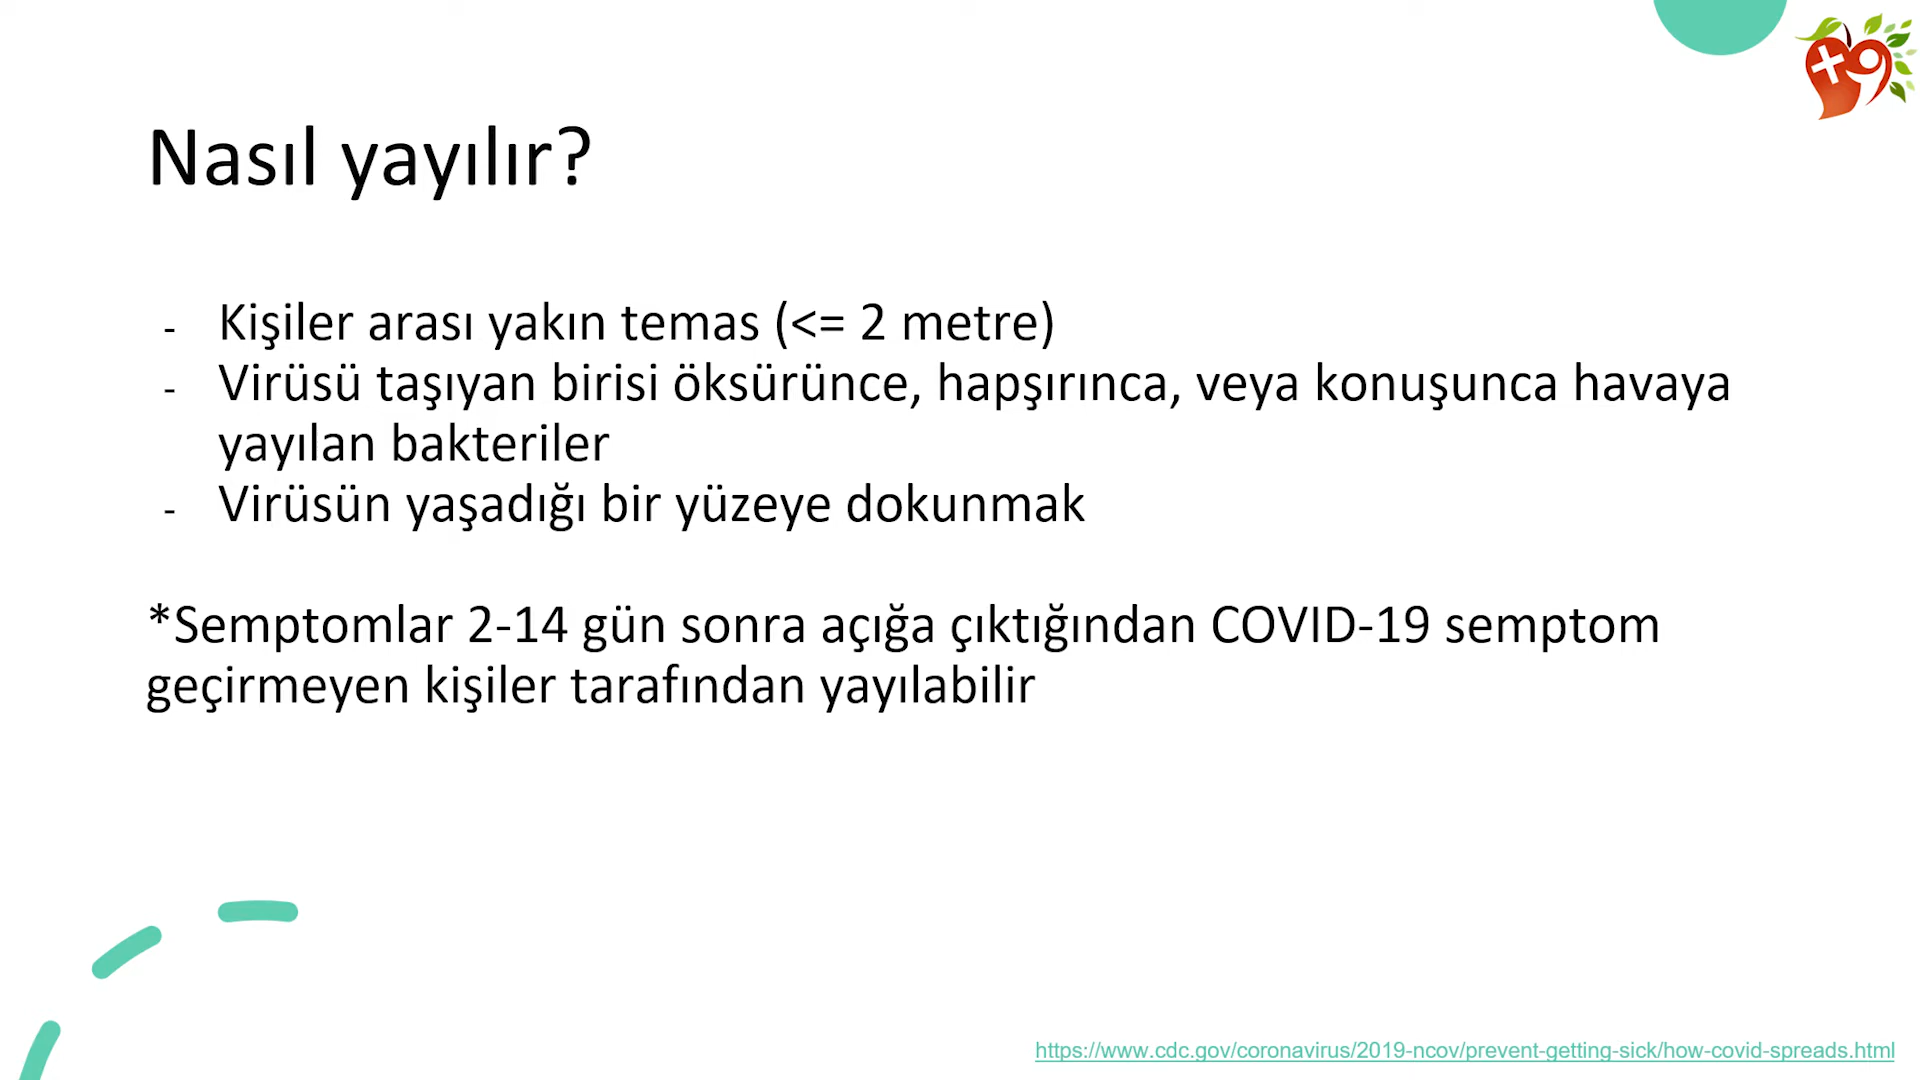 Nasıl yayılır?
- Kişiler arası yakın temas (<= 2 metre)
- Virüsü taşıyan birisi öksürünce, hapşırınca, veya konuşunca havaya
yayılan bakteriler
- Virüsün yaşadığı bir yüzeye dokunmak
*Semptomlar 2-14 gün sonra açığa çıktığından COVID-19 semptom
geçirmeyen kişiler tarafından yayılabilir
https://www.cdc.gov/coronavirus/2019-ncov/prevent-getting-sick/how-covid-spreads.html